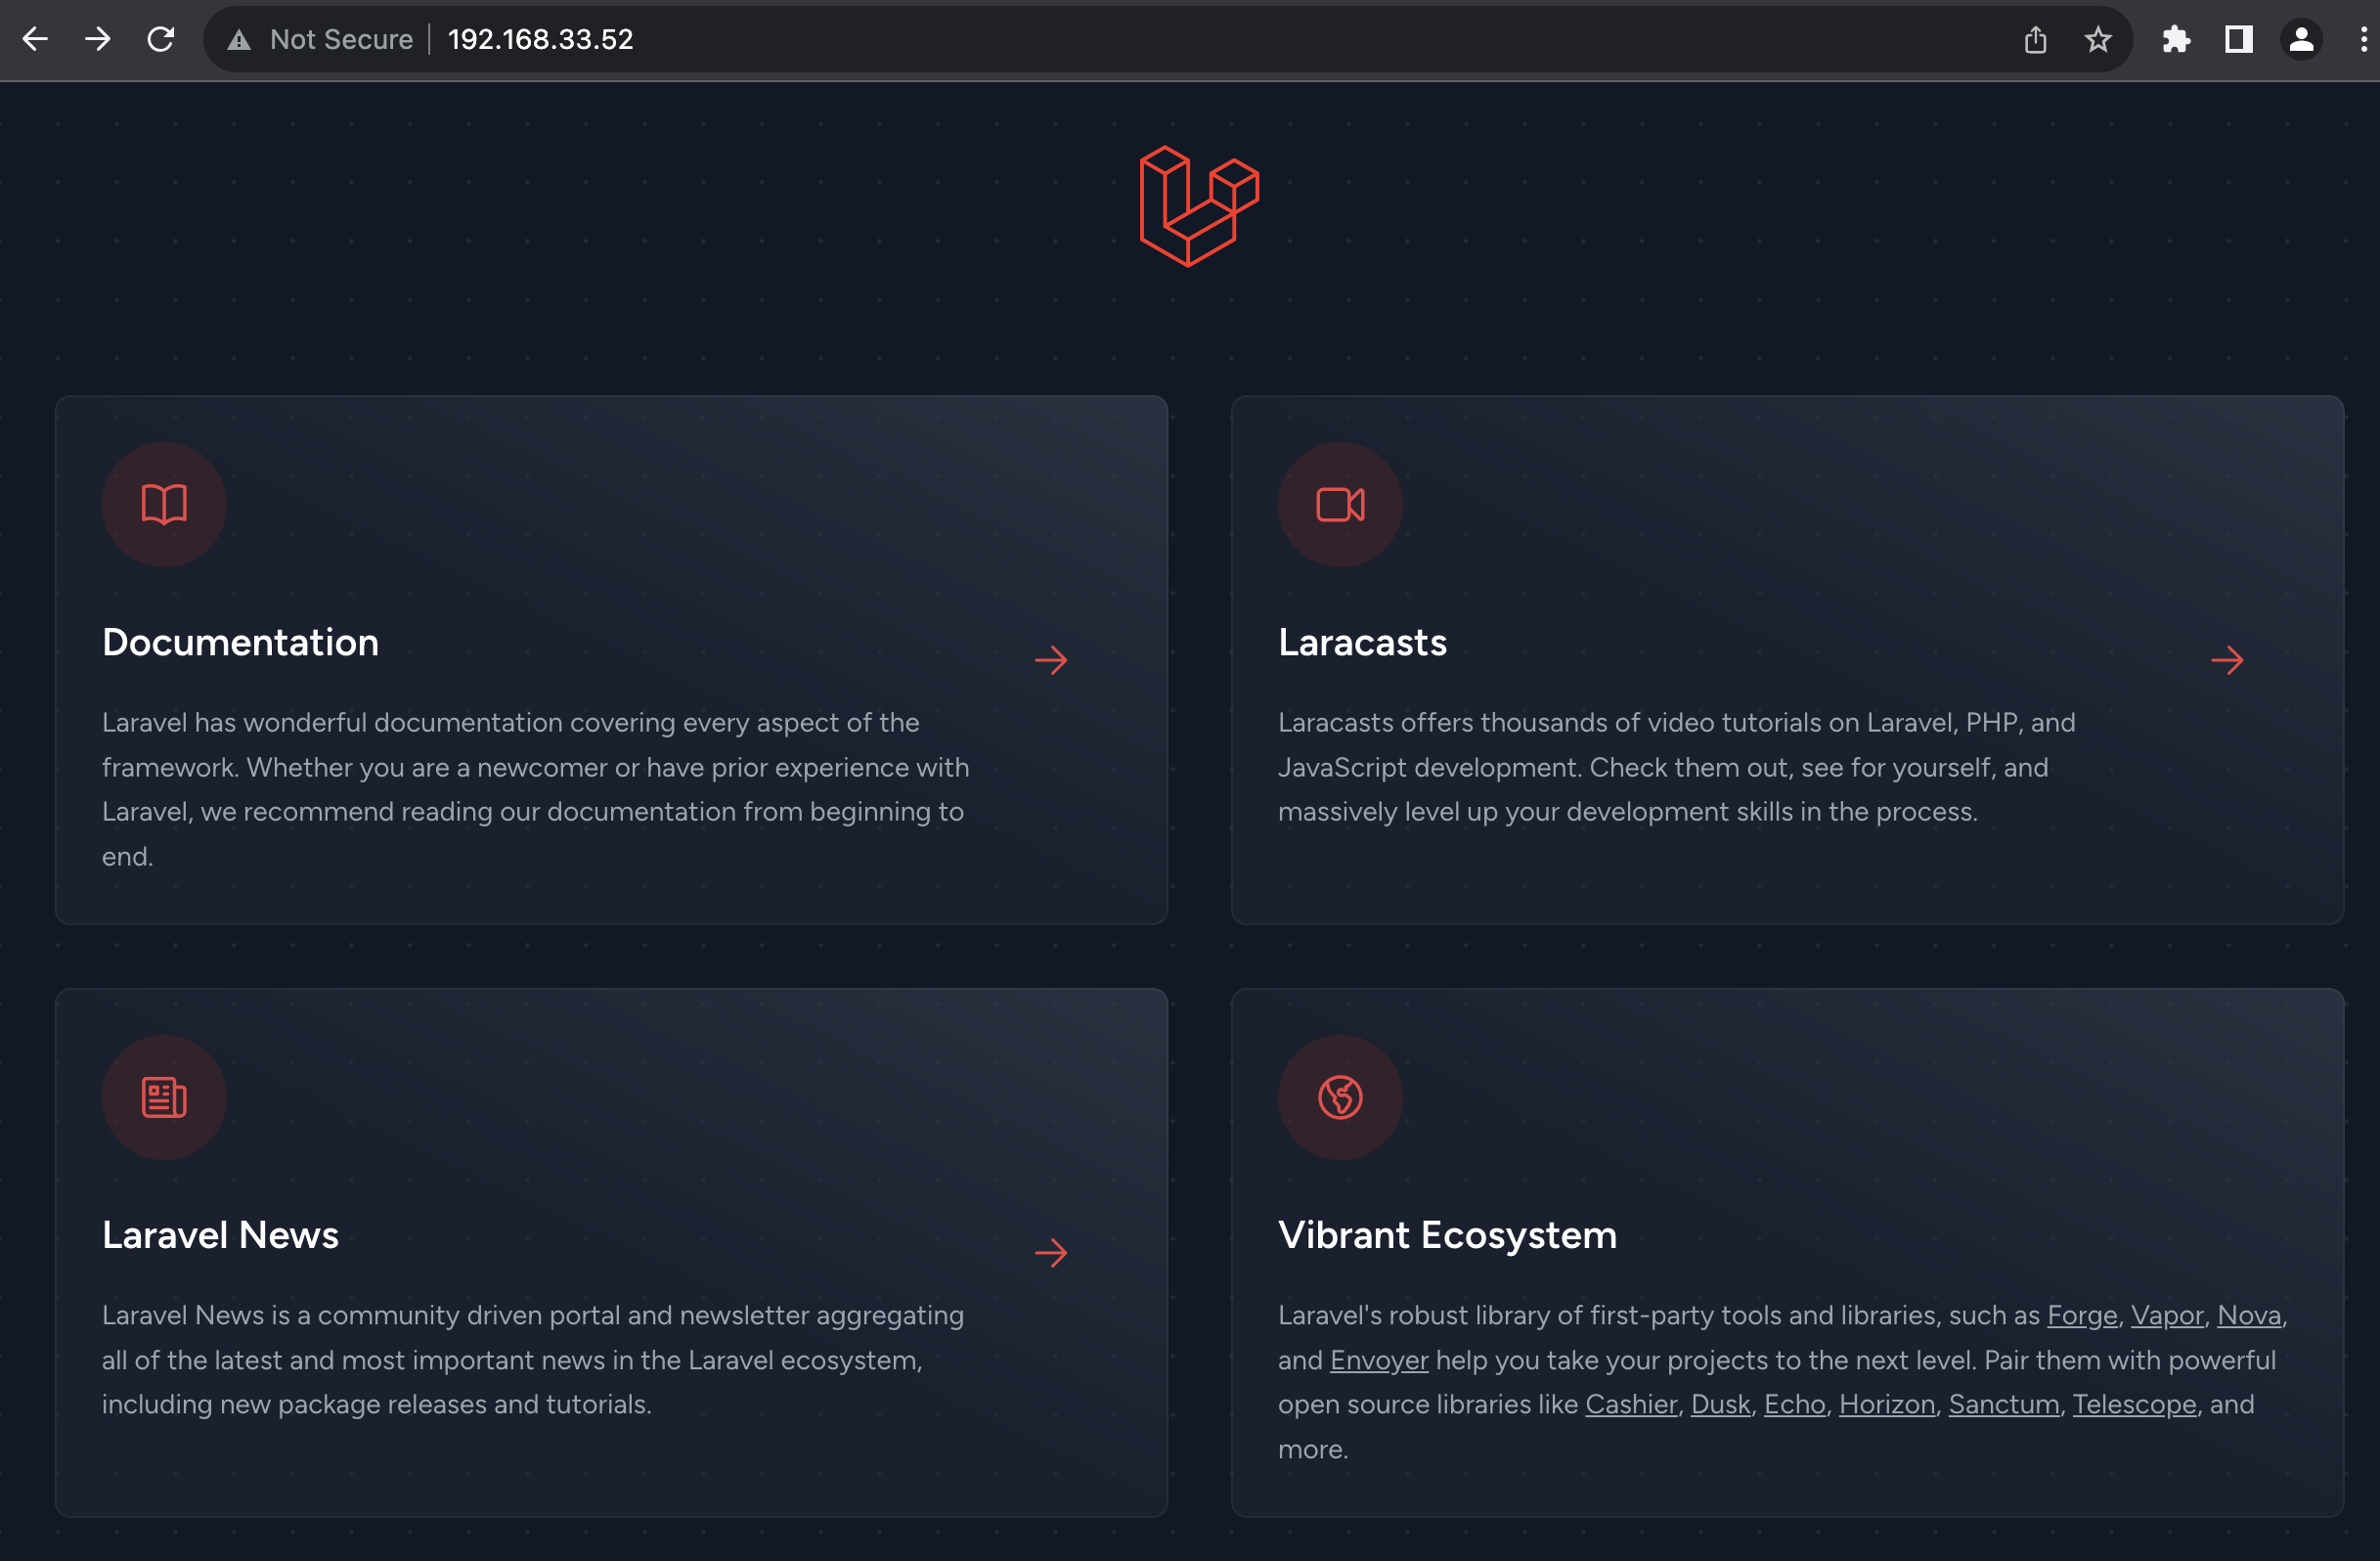 Not Secure 192.168.33.52
Documentation
Laravel has wonderful documentation covering every aspect of the
framework. Whether you are a newcomer or have prior experience with
Laravel, we recommend reading our documentation from beginning to
end.
Laracasts
Laracasts offers thousands of video tutorials on Laravel, PHP, and
JavaScript development. Check them out, see for yourself, and
massively level up your development skills in the process.
Laravel News
Laravel News is a community driven portal and newsletter aggregating
all of the latest and most important news in the Laravel ecosystem,
including new package releases and tutorials.
Vibrant Ecosystem
Laravel's robust library of first-party tools and libraries, such as Forge, Vapor, Nova,
and Envoyer help you take your projects to the next level. Pair them with powerful
open source libraries like Cashier, Dusk, Echo, Horizon, Sanctum, Telescope, and
more.